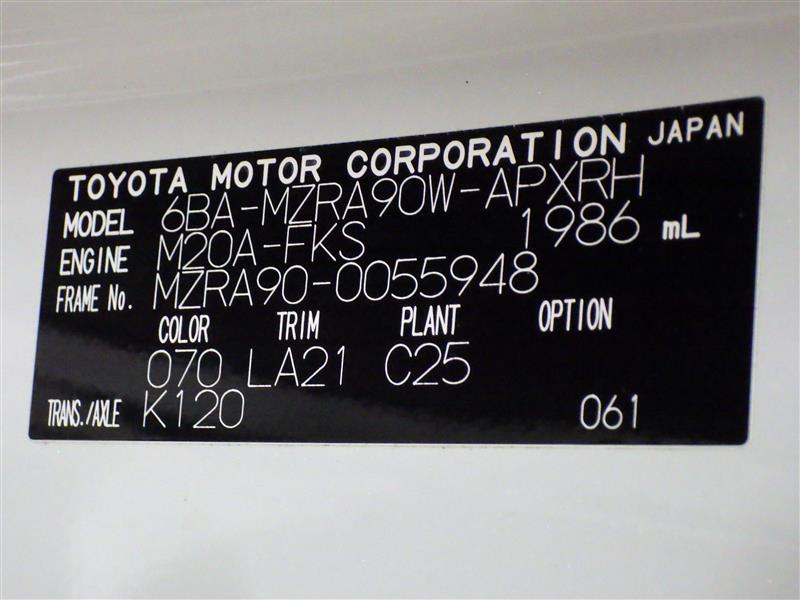 TOYOTA MOTOR CORPORATION JAPAN
MODEL 6BA-MZRA90W-APXRH
ENGINE M20A-FKS 1986 mL
FRAME No. MZRA90-0055948
COLOR TRIM PLANT OPTION
070 LA21 C25
TRANS./AXLE K120 061